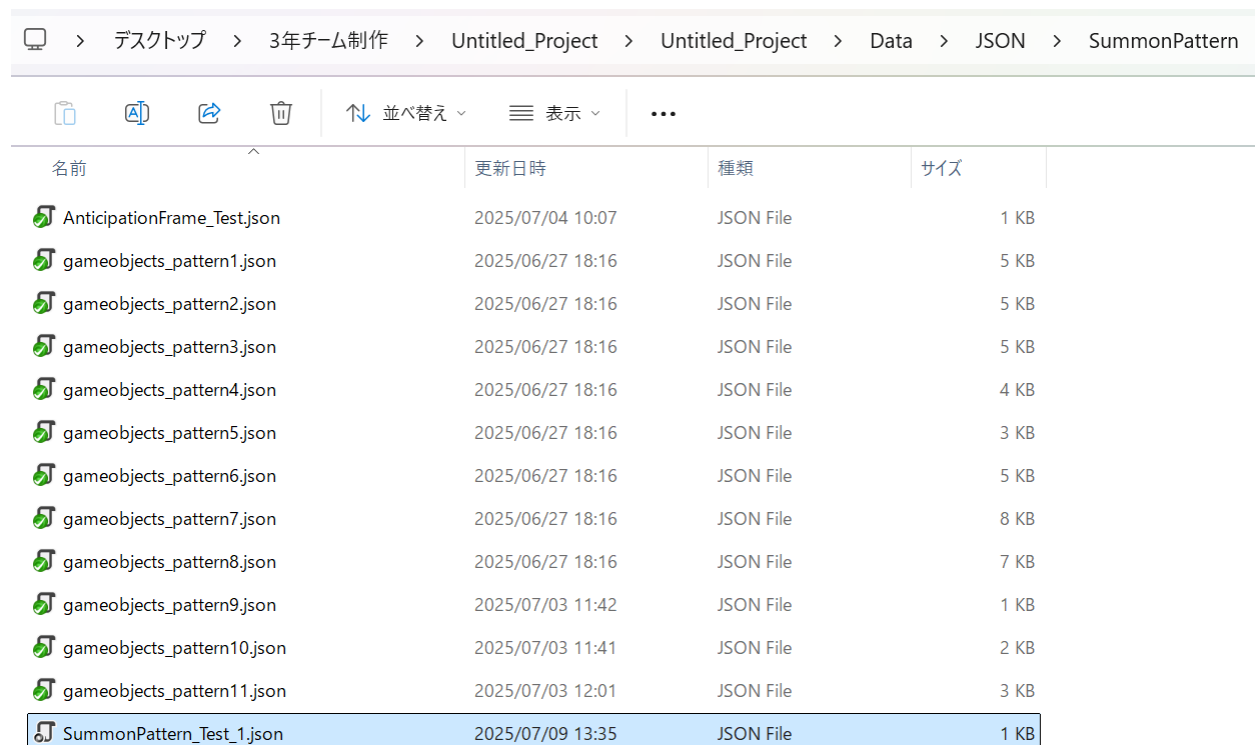 > デスクトップ > 3年チーム制作 > Untitled_Project > Untitled_Project > Data > JSON > SummonPattern
並べ替え 表示 •••
名前 更新日時 種類 サイズ
AnticipationFrame_Test.json 2025/07/04 10:07 JSON File 1 KB
gameobjects_pattern1.json 2025/06/27 18:16 JSON File 5 KB
gameobjects_pattern2.json 2025/06/27 18:16 JSON File 5 KB
gameobjects_pattern3.json 2025/06/27 18:16 JSON File 5 KB
gameobjects_pattern4.json 2025/06/27 18:16 JSON File 4 KB
gameobjects_pattern5.json 2025/06/27 18:16 JSON File 3 KB
gameobjects_pattern6.json 2025/06/27 18:16 JSON File 5 KB
gameobjects_pattern7.json 2025/06/27 18:16 JSON File 8 KB
gameobjects_pattern8.json 2025/06/27 18:16 JSON File 7 KB
gameobjects_pattern9.json 2025/07/03 11:42 JSON File 1 KB
gameobjects_pattern10.json 2025/07/03 11:41 JSON File 2 KB
gameobjects_pattern11.json 2025/07/03 12:01 JSON File 3 KB
SummonPattern_Test_1.json 2025/07/09 13:35 JSON File 1 KB